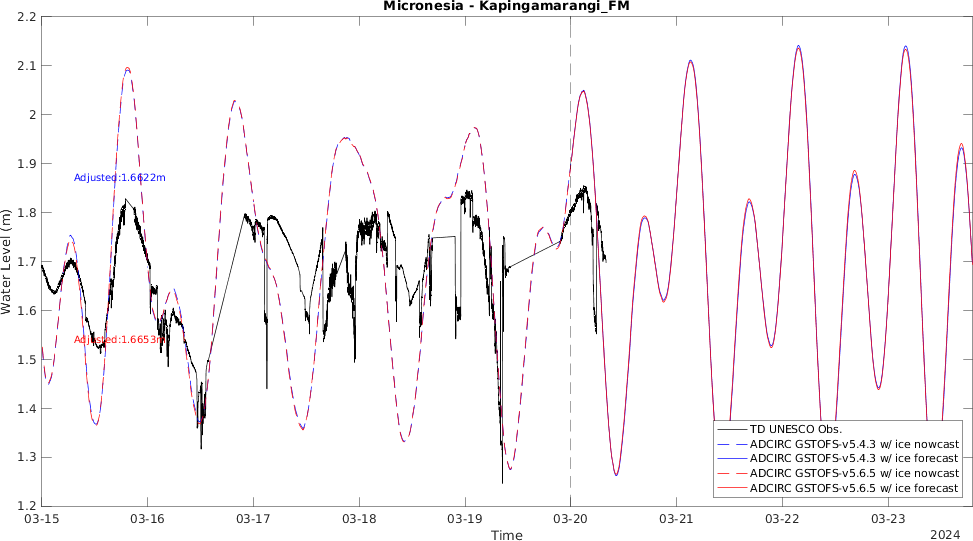 Micronesia - Kapingamarangi_FM
2.2
2.1
2
1.9
1.8
1.7
1.6
1.5
1.4
1.3
1.2
Water Level (m)
Adjusted:1.6622m
Adjusted:1.6653m
TD UNESCO Obs.
ADCIRC GSTOFS-v5.4.3 w/ ice nowcast
ADCIRC GSTOFS-v5.4.3 w/ ice forecast
ADCIRC GSTOFS-v5.6.5 w/ ice nowcast
ADCIRC GSTOFS-v5.6.5 w/ ice forecast
03-15 03-16 03-17 03-18 03-19 03-20 03-21 03-22 03-23
Time
2024